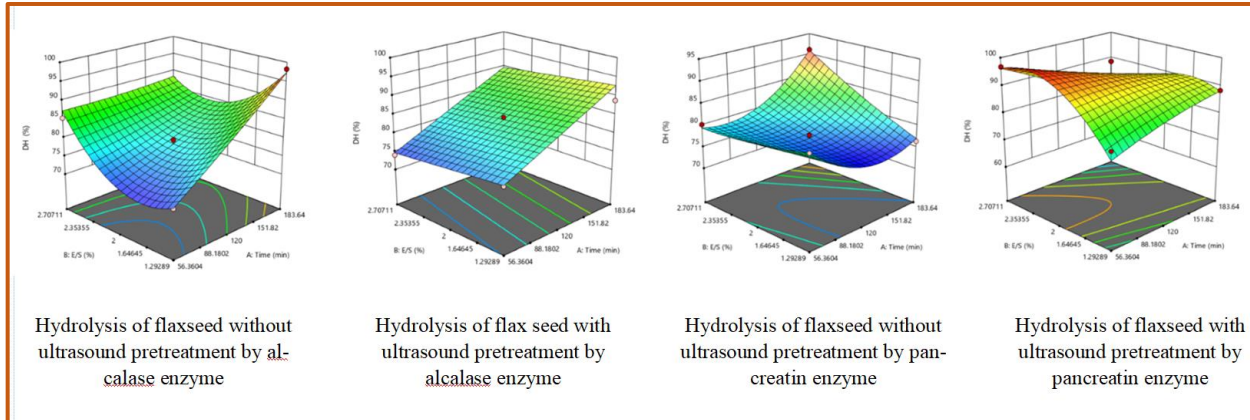 100
95
90
85
80
75
70
DH (%)
2.70711
2.35355
2
1.64645
1.29289
B: E/S (%)
183.64
151.82
120
88.1802
56.3604
A: Time (min)
Hydrolysis of flaxseed without
ultrasound pretreatment by al-
calase enzyme
100
95
90
85
80
75
70
DH (%)
2.70711
2.35355
2
1.64645
1.29289
B: E/S (%)
183.64
151.82
120
88.1802
56.3604
A: Time (min)
Hydrolysis of flax seed with
ultrasound pretreatment by
alcalase enzyme
95
90
85
80
75
DH (%)
2.70711
2.35355
2
1.64645
1.29289
B: E/S (%)
183.64
151.82
120
88.1802
56.3604
A: Time (min)
Hydrolysis of flaxseed without
ultrasound pretreatment by pan-
creatin enzyme
100
90
80
70
60
DH (%)
2.70711
2.35355
2
1.64645
1.29289
B: E/S (%)
183.64
151.82
120
88.1802
56.3604
A: Time (min)
Hydrolysis of flaxseed with
ultrasound pretreatment by
pancreatin enzyme